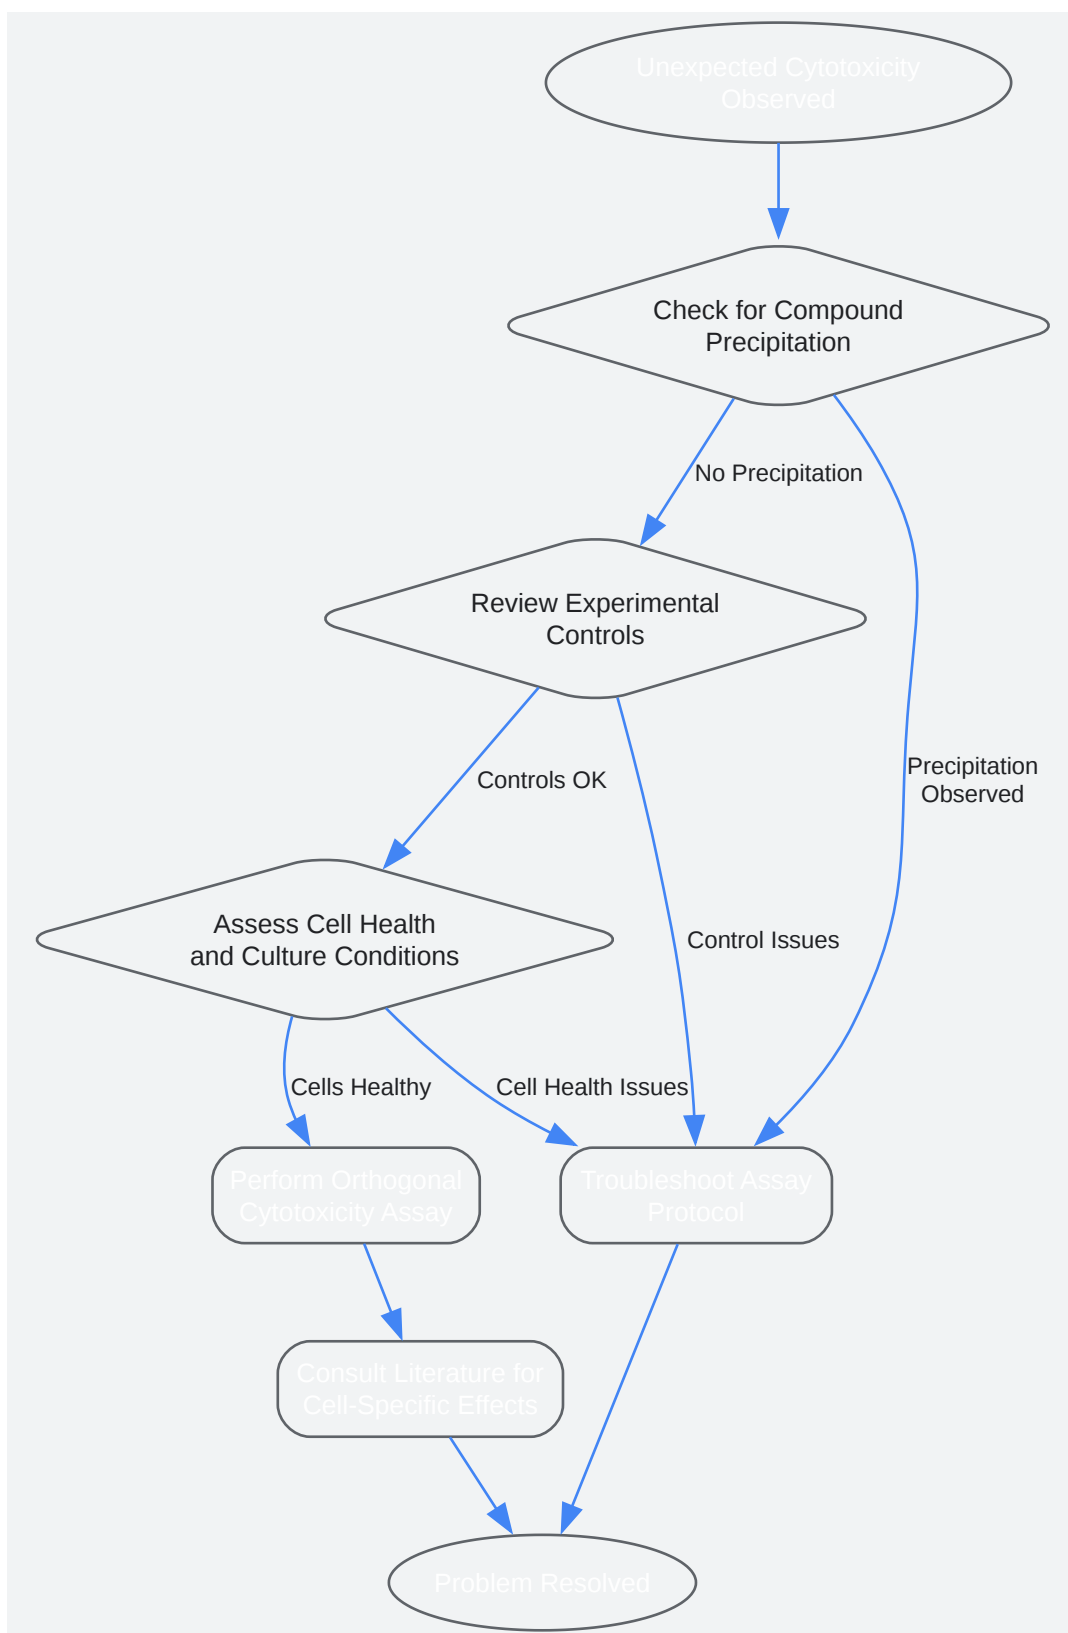 Unexpected Cytotoxicity
Observed
Check for Compound
Precipitation
No Precipitation
Review Experimental
Controls
Precipitation
Observed
Controls OK
Control Issues
Assess Cell Health
and Culture Conditions
Cells Healthy
Cell Health Issues
Perform Orthogonal
Cytotoxicity Assay
Troubleshoot Assay
Protocol
Consult Literature for
Cell-Specific Effects
Problem Resolved